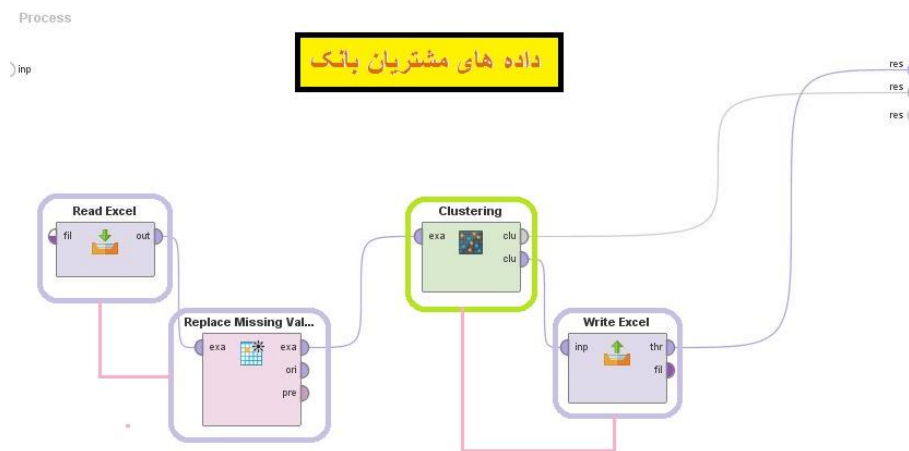 Process
داده های مشتریان بانک
inp
res
res
res
Read Excel
fil
out
Replace Missing Val...
exa
exa
ori
pre
Clustering
exa
clu
clu
Write Excel
inp
thr
fil